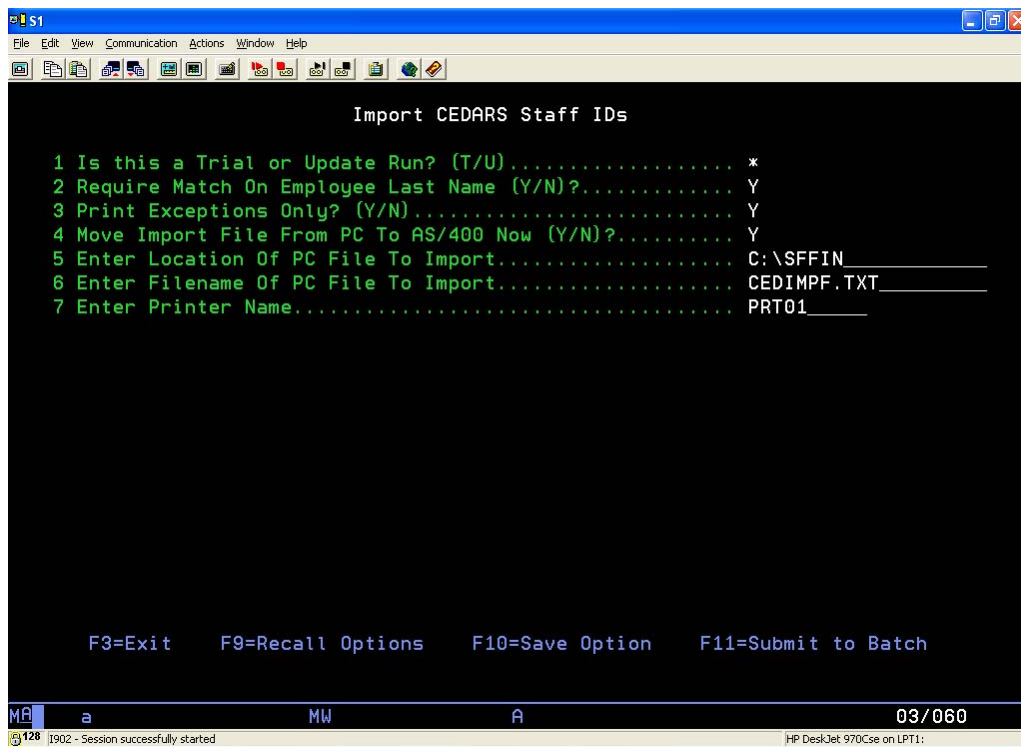 S1
File Edit View Communication Actions Window Help
Import CEDARS Staff IDs
1 Is this a Trial or Update Run? (T/U)................... *
2 Require Match On Employee Last Name (Y/N)?............. Y
3 Print Exceptions Only? (Y/N)........................... Y
4 Move Import File From PC To AS/400 Now (Y/N)?.......... Y
5 Enter Location Of PC File To Import.................... C:\SFFIN____________
6 Enter Filename Of PC File To Import.................... CEDIMPF.TXT_________
7 Enter Printer Name..................................... PRT01_____
F3=Exit F9=Recall Options F10=Save Option F11=Submit to Batch
MA a MW A 03/060
128 I902 - Session successfully started HP DeskJet 970Cse on LPT1: